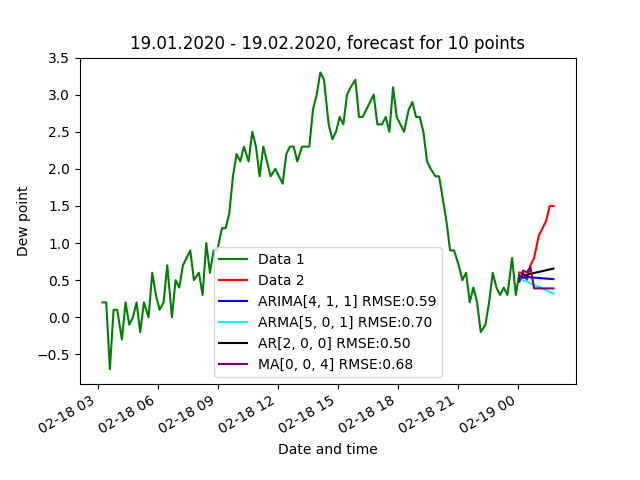 19.01.2020 - 19.02.2020, forecast for 10 points
3.5
3.0
2.5
2.0
1.5
1.0
0.5
0.0
−0.5
Dew point
Data 1
Data 2
ARIMA[4, 1, 1] RMSE:0.59
ARMA[5, 0, 1] RMSE:0.70
AR[2, 0, 0] RMSE:0.50
MA[0, 0, 4] RMSE:0.68
02-18 03
02-18 06
02-18 09
02-18 12
02-18 15
02-18 18
02-18 21
02-19 00
Date and time